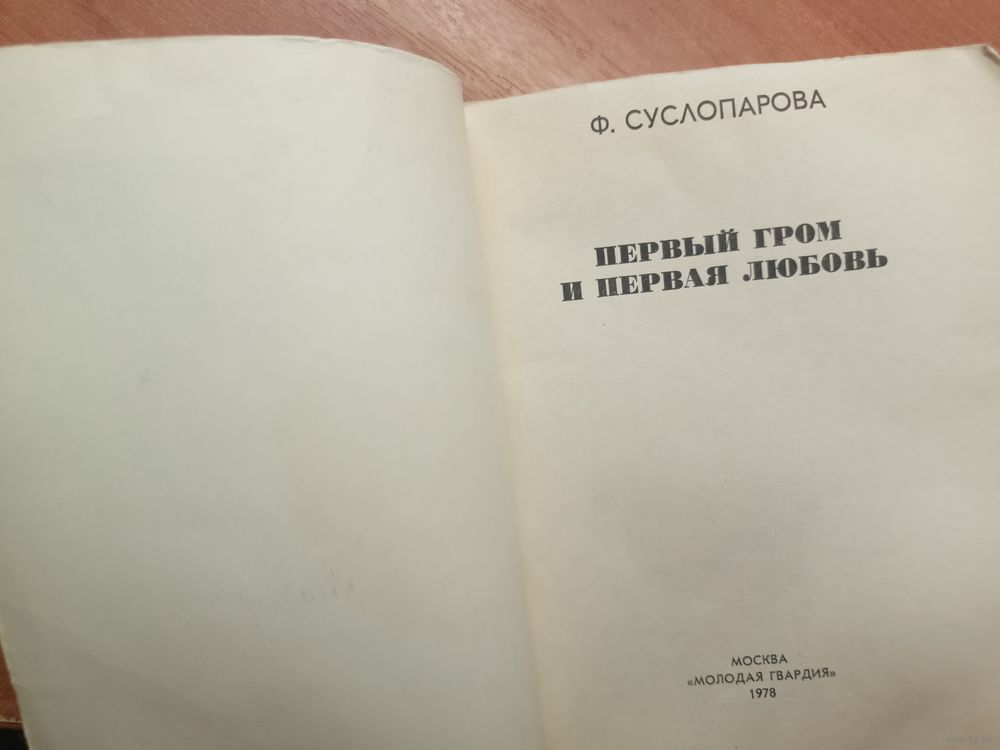 Ф. СУСЛОПАРОВА
ПЕРВЫЙ ГРОМ
И ПЕРВАЯ ЛЮБОВЬ
МОСКВА
«МОЛОДАЯ ГВАРДИЯ»
1978